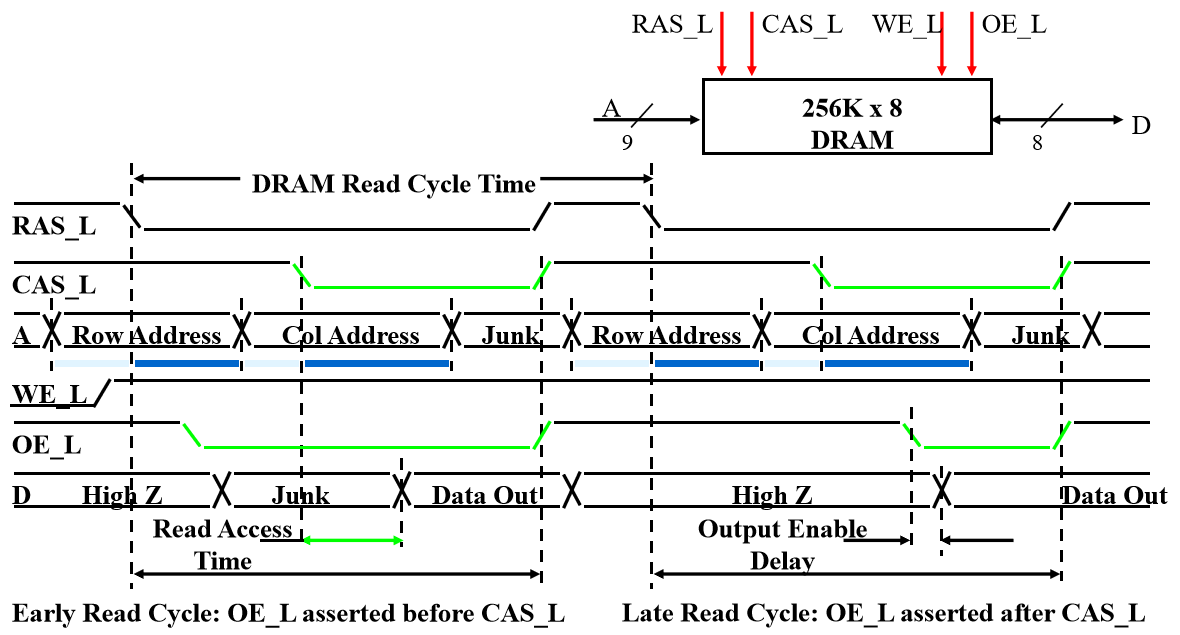 RAS_L CAS_L WE_L OE_L
A 256K x 8 D
9 DRAM 8
DRAM Read Cycle Time
RAS_L
CAS_L
A Row Address Col Address Junk Row Address Col Address Junk
WE_L
OE_L
D High Z Junk Data Out High Z Data Out
Read Access Output Enable
Time Delay
Early Read Cycle: OE_L asserted before CAS_L Late Read Cycle: OE_L asserted after CAS_L